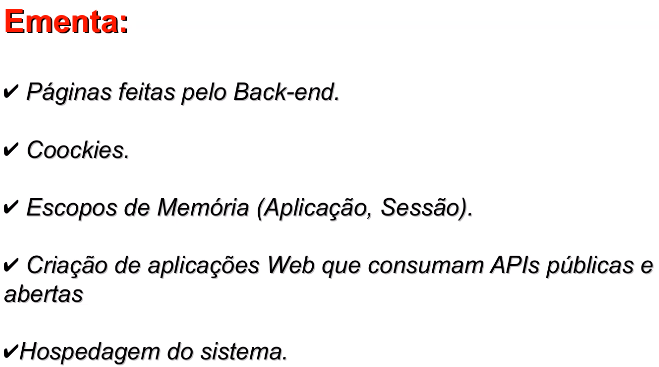 Ementa:
✔ Páginas feitas pelo Back-end.
✔ Coockies.
✔ Escopos de Memória (Aplicação, Sessão).
✔ Criação de aplicações Web que consumam APIs públicas e
abertas
✔Hospedagem do sistema.